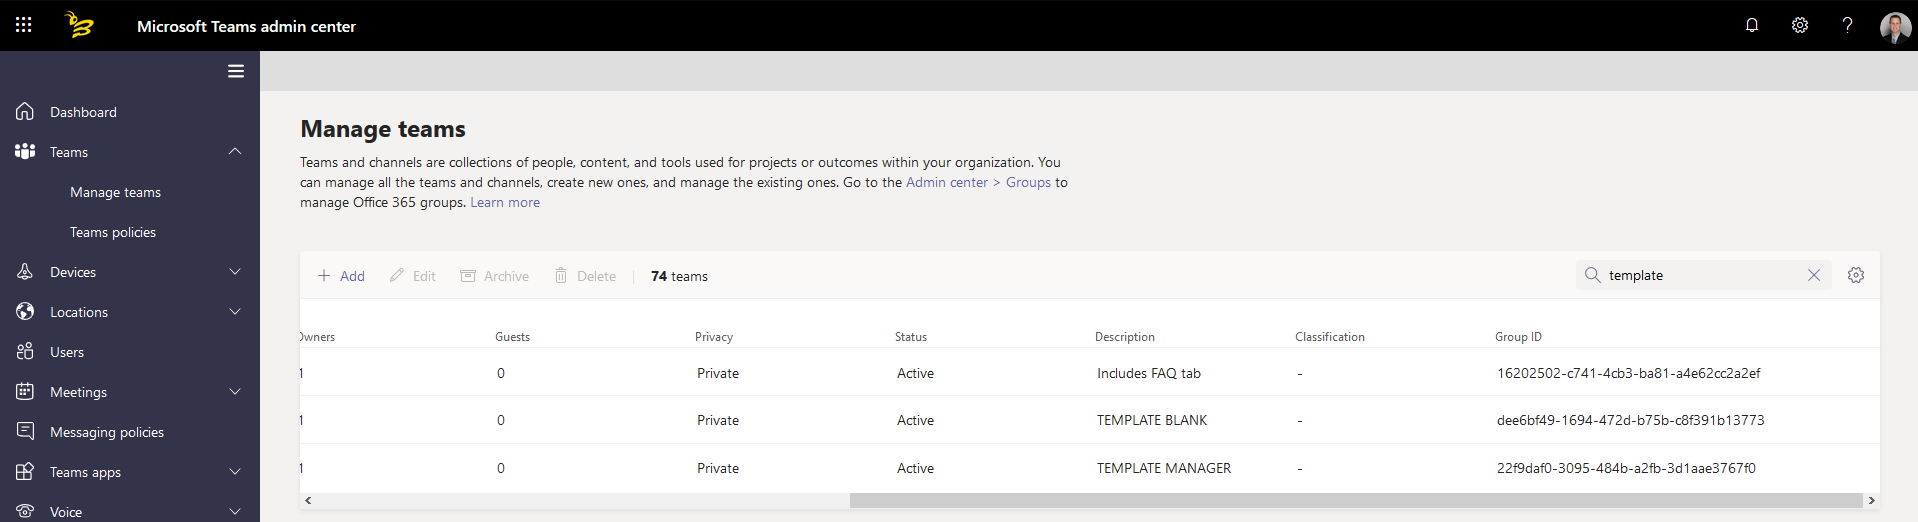 Microsoft Teams admin center
Dashboard
Teams
Manage teams
Teams policies
Devices
Locations
Users
Meetings
Messaging policies
Teams apps
Voice
Manage teams
Teams and channels are collections of people, content, and tools used for projects or outcomes within your organization. You
can manage all the teams and channels, create new ones, and manage the existing ones. Go to the Admin center > Groups to
manage Office 365 groups. Learn more
+ Add Edit Archive Delete | 74 teams template
Owners Guests Privacy Status Description Classification Group ID
1 0 Private Active Includes FAQ tab - 16202502-c741-4cb3-ba81-a4e62cc2a2ef
1 0 Private Active TEMPLATE BLANK - dee6bf49-1694-472d-b75b-c8f391b13773
1 0 Private Active TEMPLATE MANAGER - 22f9daf0-3095-484b-a2fb-3d1aae3767f0